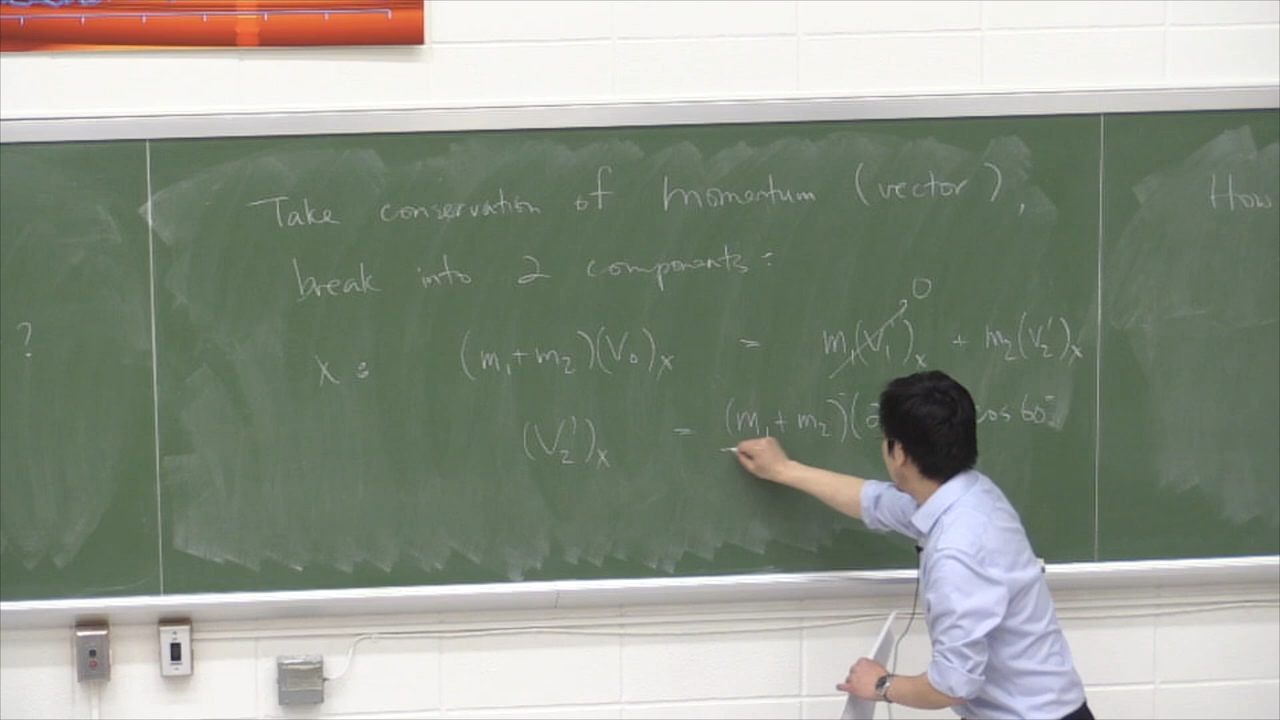 Take conservation of momentum (vector),
break into 2 components:
0
x: (m₁+m₂)(V₀)ₓ = m₁(V₁')ₓ + m₂(V₂')ₓ
(V₂')ₓ = (m₁+m₂)( cos 60°
?
How